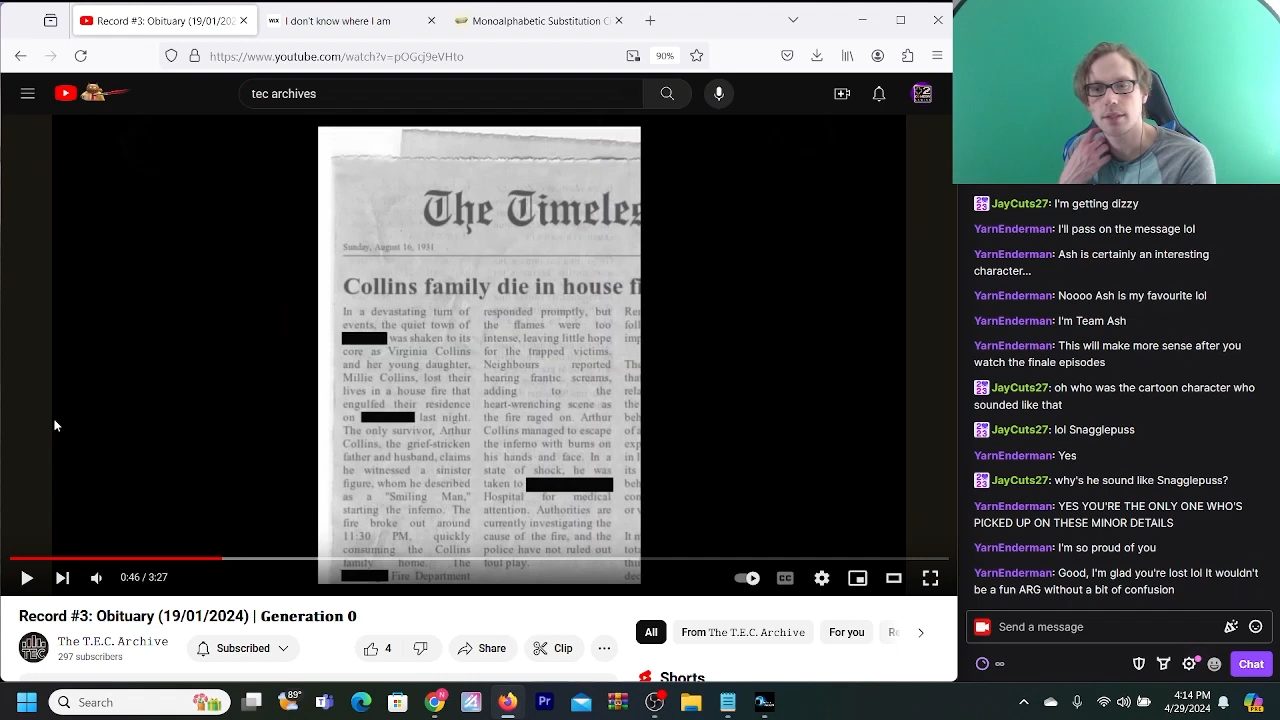 Record #3: Obituary (19/01/202
I don't know where I am
Monoalphabetic Substitution C
http://www.youtube.com/watch?v=pOGcj9eVHto
90%
tec archives
The Timeles
Sunday, August 16, 1931
Collins family die in house fi
In a devastating turn of
events, the quiet town of
was shaken to its
core as Virginia Collins
and her young daughter,
Millie Collins, lost their
lives in a house fire that
engulfed their residence
on last night.
The only survivor, Arthur
Collins, the grief-stricken
father and husband, claims
he witnessed a sinister
figure, whom he described
as a "Smiling Man,"
starting the inferno. The
fire broke out around
11:30 PM, quickly
consuming the Collins
family home. The
Fire Department
responded promptly, but
the flames were too
intense, leaving little hope
for the trapped victims.
Neighbours reported
hearing frantic screams,
adding to the
heart-wrenching scene as
the fire raged on. Arthur
Collins managed to escape
the inferno with burns on
his hands and face. In a
state of shock, he was
taken to
Hospital for medical
attention. Authorities are
currently investigating the
cause of the fire, and the
police have not ruled out
foul play.
0:46 / 3:27
CC
Record #3: Obituary (19/01/2024) | Generation 0
The T.E.C. Archive
297 subscribers
Subscribed
4
Share
Clip
All
From The T.E.C. Archive
For you
Re
Shorts
JayCuts27: I'm getting dizzy
YarnEnderman: I'll pass on the message lol
YarnEnderman: Ash is certainly an interesting
character...
YarnEnderman: Noooo Ash is my favourite lol
YarnEnderman: I'm Team Ash
YarnEnderman: This will make more sense after you
watch the finale episodes
JayCuts27: oh who was the cartoon character who
sounded like that
JayCuts27: lol Snagglepuss
YarnEnderman: Yes
JayCuts27: why's he sound like Snagglepuss?
YarnEnderman: YES YOU'RE THE ONLY ONE WHO'S
PICKED UP ON THESE MINOR DETAILS
YarnEnderman: I'm so proud of you
YarnEnderman: Good, I'm glad you're lost lol It wouldn't
be a fun ARG without a bit of confusion
Send a message
Chat
Search
89°
4:14 PM
4/29/2024